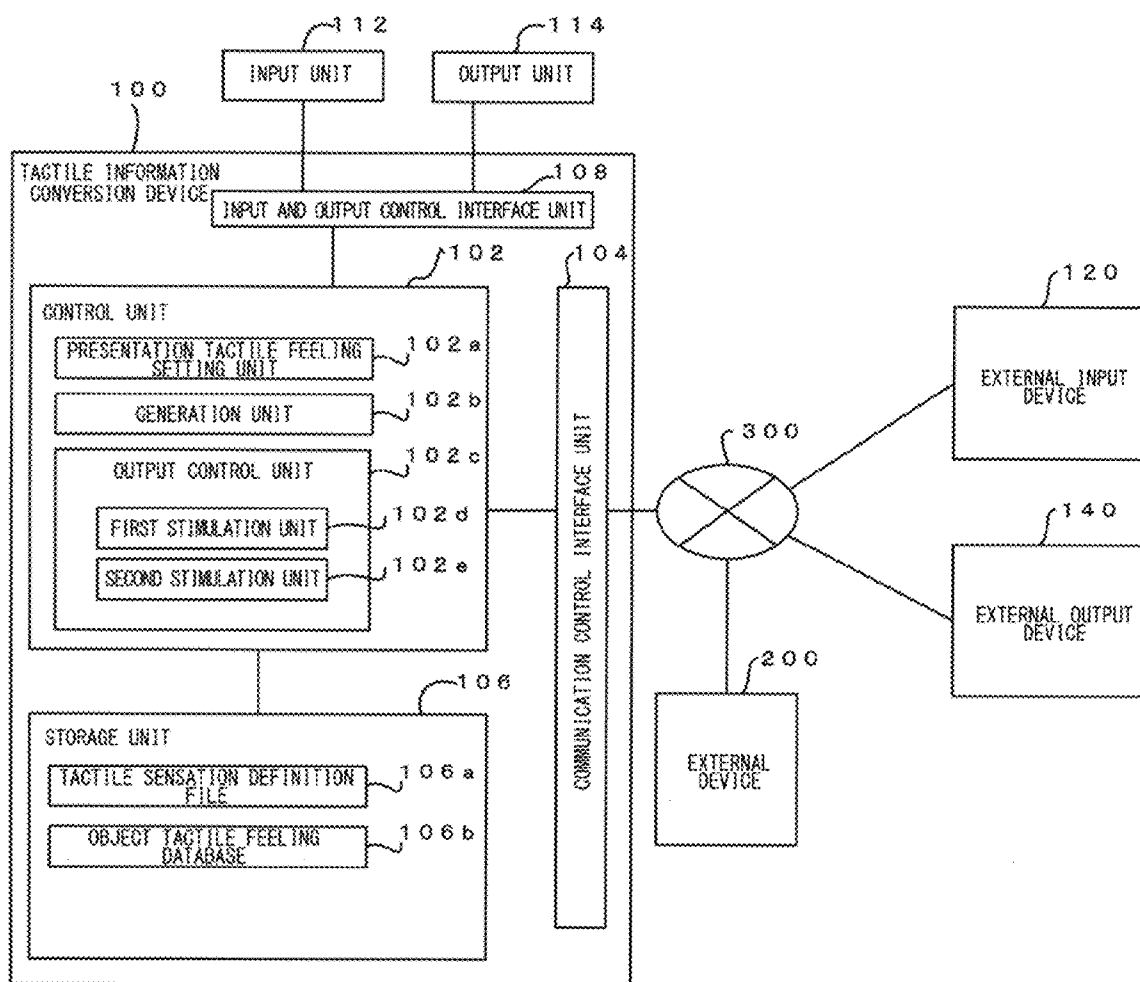 112
114
INPUT UNIT
OUTPUT UNIT
100
TACTILE INFORMATION
CONVERSION DEVICE
108
INPUT AND OUTPUT CONTROL INTERFACE UNIT
102
104
CONTROL UNIT
PRESENTATION TACTILE FEELING
SETTING UNIT
102a
GENERATION UNIT
102b
OUTPUT CONTROL UNIT
102c
FIRST STIMULATION UNIT
102d
SECOND STIMULATION UNIT
102e
COMMUNICATION CONTROL INTERFACE UNIT
120
EXTERNAL INPUT
DEVICE
300
140
EXTERNAL OUTPUT
DEVICE
200
EXTERNAL
DEVICE
106
STORAGE UNIT
TACTILE SENSATION DEFINITION
FILE
106a
OBJECT TACTILE FEELING
DATABASE
106b